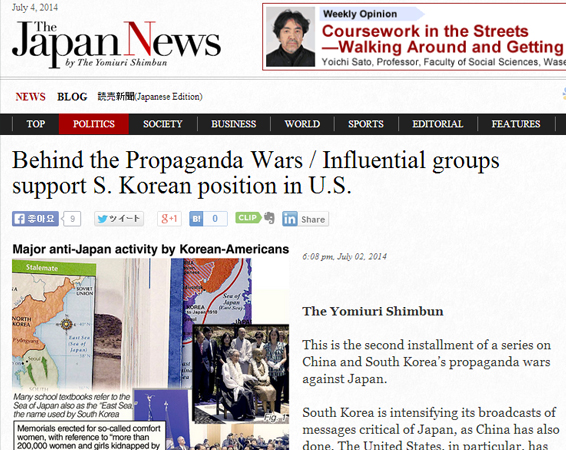 July 4, 2014
The
Japan News
by The Yomiuri Shimbun
Weekly Opinion
Coursework in the Streets
—Walking Around and Getting
Yoichi Sato, Professor, Faculty of Social Sciences, Wase
NEWS BLOG 読売新聞(Japanese Edition)
TOP POLITICS SOCIETY BUSINESS WORLD SPORTS EDITORIAL FEATURES
Behind the Propaganda Wars / Influential groups
support S. Korean position in U.S.
좋아요 9 ツイート +1 B! 0 CLIP in Share
Major anti-Japan activity by Korean-Americans
6:08 pm, July 02, 2014
Stalemate
SOVIET
UNION
NORTH
KOREA
Pyongyang
Seoul
East Sea
(Sea of
Japan)
KOREA
Sea of
Japan
(East Sea)
Many school textbooks refer to the
Sea of Japan also as the "East Sea,
the name used by South Korea
Fig. 1
Memorials erected for so-called comfort
women, with reference to "more than
200,000 women and girls kidnapped by
The Yomiuri Shimbun
This is the second installment of a series on
China and South Korea's propaganda wars
against Japan.
South Korea is intensifying its broadcasts of
messages critical of Japan, as China has also
done. The United States, in particular, has